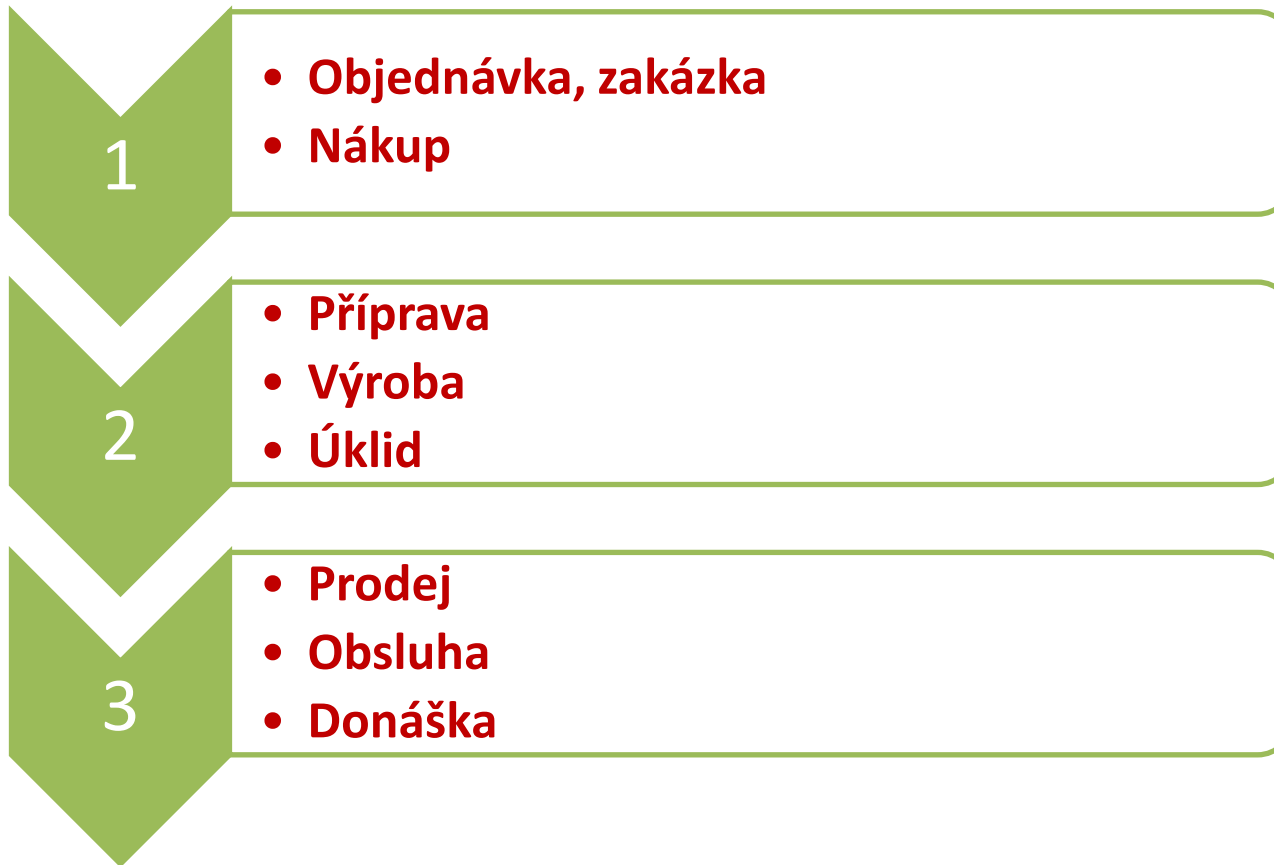 1
• Objednávka, zakázka
• Nákup
2
• Příprava
• Výroba
• Úklid
3
• Prodej
• Obsluha
• Donáška